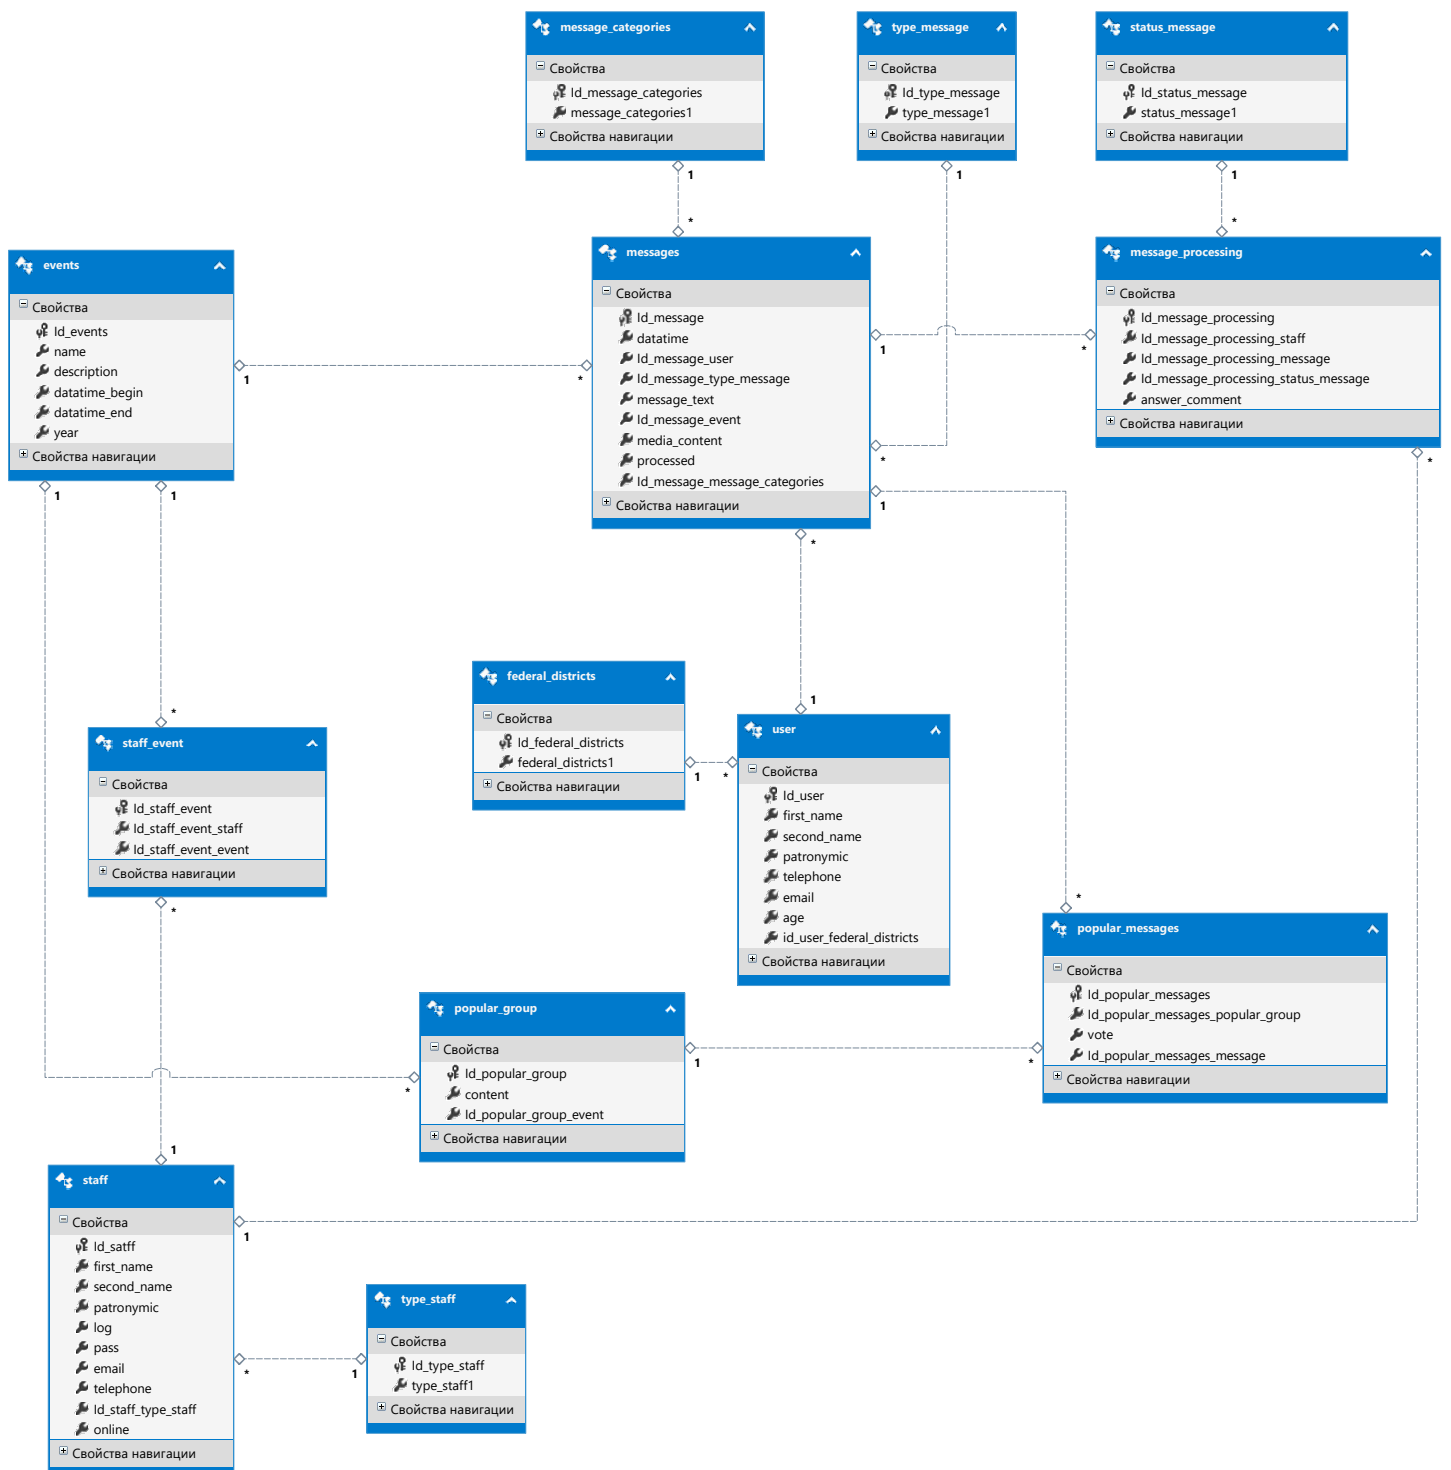 message_categories
Свойства
Id_message_categories
message_categories1
Свойства навигации
type_message
Свойства
Id_type_message
type_message1
Свойства навигации
status_message
Свойства
Id_status_message
status_message1
Свойства навигации
1
1
1
*
*
events
Свойства
Id_events
name
description
datatime_begin
datatime_end
year
Свойства навигации
messages
Свойства
Id_message
datatime
Id_message_user
Id_message_type_message
message_text
Id_message_event
media_content
processed
Id_message_message_categories
Свойства навигации
message_processing
Свойства
Id_message_processing
Id_message_processing_staff
Id_message_processing_message
Id_message_processing_status_message
answer_comment
Свойства навигации
1
*
1
*
*
*
1
1
1
*
federal_districts
Свойства
Id_federal_districts
federal_districts1
Свойства навигации
1
*
1
user
Свойства
Id_user
first_name
second_name
patronymic
telephone
email
age
id_user_federal_districts
Свойства навигации
*
staff_event
Свойства
Id_staff_event
Id_staff_event_staff
Id_staff_event_event
Свойства навигации
*
*
popular_messages
Свойства
Id_popular_messages
Id_popular_messages_popular_group
vote
Id_popular_messages_message
Свойства навигации
popular_group
Свойства
Id_popular_group
content
Id_popular_group_event
Свойства навигации
1
*
*
1
staff
Свойства
Id_satff
first_name
second_name
patronymic
log
pass
email
telephone
Id_staff_type_staff
online
Свойства навигации
1
type_staff
Свойства
Id_type_staff
type_staff1
Свойства навигации
*
1